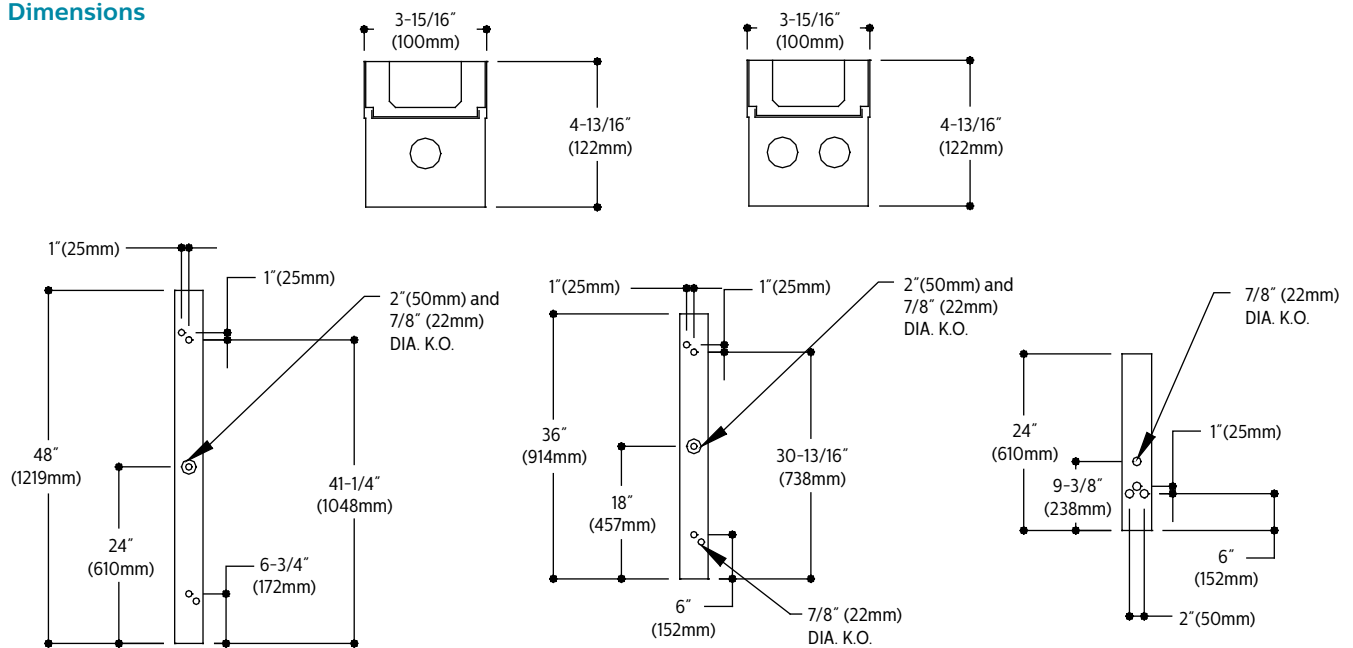 Dimensions
3-15/16"
(100mm)
4-13/16"
(122mm)
3-15/16"
(100mm)
4-13/16"
(122mm)
1"(25mm)
1"(25mm)
2"(50mm) and
7/8" (22mm)
DIA. K.O.
48"
(1219mm)
24"
(610mm)
41-1/4"
(1048mm)
6-3/4"
(172mm)
1"(25mm)
1"(25mm)
2"(50mm) and
7/8" (22mm)
DIA. K.O.
36"
(914mm)
18"
(457mm)
30-13/16"
(738mm)
6"
(152mm)
7/8" (22mm)
DIA. K.O.
7/8" (22mm)
DIA. K.O.
24"
(610mm)
9-3/8"
(238mm)
1"(25mm)
6"
(152mm)
2"(50mm)